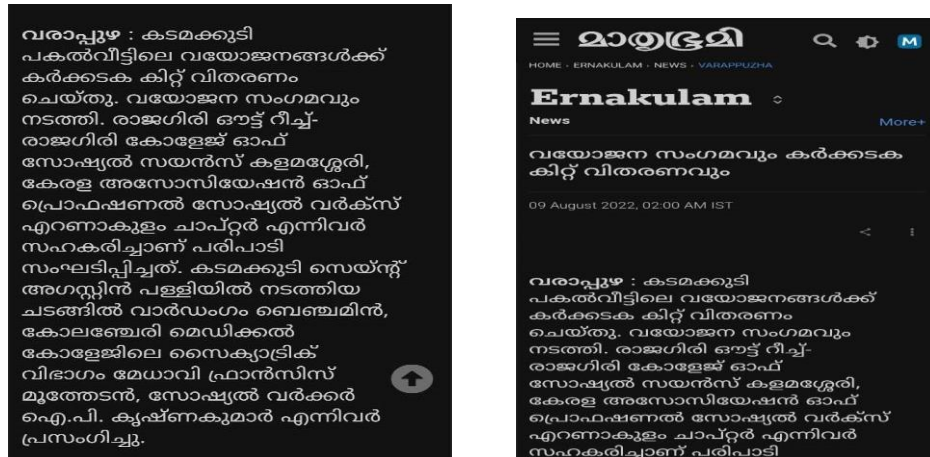 വരാപ്പുഴ : കടമക്കുടി
പകൽവീട്ടിലെ വയോജനങ്ങൾക്ക്
കർക്കടക കിറ്റ് വിതരണം
ചെയ്തു. വയോജന സംഗമവും
നടത്തി. രാജഗിരി ഔട്ട് റീച്ച്-
രാജഗിരി കോളേജ് ഓഫ്
സോഷ്യൽ സയൻസ് കളമശ്ശേരി,
കേരള അസോസിയേഷൻ ഓഫ്
പ്രൊഫഷണൽ സോഷ്യൽ വർക്സ്
എറണാകുളം ചാപ്റ്റർ എന്നിവർ
സഹകരിച്ചാണ് പരിപാടി
സംഘടിപ്പിച്ചത്. കടമക്കുടി സെയ്ന്റ്
അഗസ്റ്റിൻ പള്ളിയിൽ നടത്തിയ
ചടങ്ങിൽ വാർഡംഗം ബെഞ്ചമിൻ,
കോലഞ്ചേരി മെഡിക്കൽ
കോളേജിലെ സൈക്യാട്രിക്
വിഭാഗം മേധാവി ഫ്രാൻസിസ്
മൂത്തേടൻ, സോഷ്യൽ വർക്കർ
ഐ.പി. കൃഷ്ണകുമാർ എന്നിവർ
പ്രസംഗിച്ചു.
മാതൃഭൂമി M
HOME - ERNAKULAM - NEWS - VARAPPUZHA
Ernakulam
News More+
വയോജന സംഗമവും കർക്കടക
കിറ്റ് വിതരണവും
09 August 2022, 02:00 AM IST
വരാപ്പുഴ : കടമക്കുടി
പകൽവീട്ടിലെ വയോജനങ്ങൾക്ക്
കർക്കടക കിറ്റ് വിതരണം
ചെയ്തു. വയോജന സംഗമവും
നടത്തി. രാജഗിരി ഔട്ട് റീച്ച്-
രാജഗിരി കോളേജ് ഓഫ്
സോഷ്യൽ സയൻസ് കളമശ്ശേരി,
കേരള അസോസിയേഷൻ ഓഫ്
പ്രൊഫഷണൽ സോഷ്യൽ വർക്സ്
എറണാകുളം ചാപ്റ്റർ എന്നിവർ
സഹകരിച്ചാണ് പരിപാടി